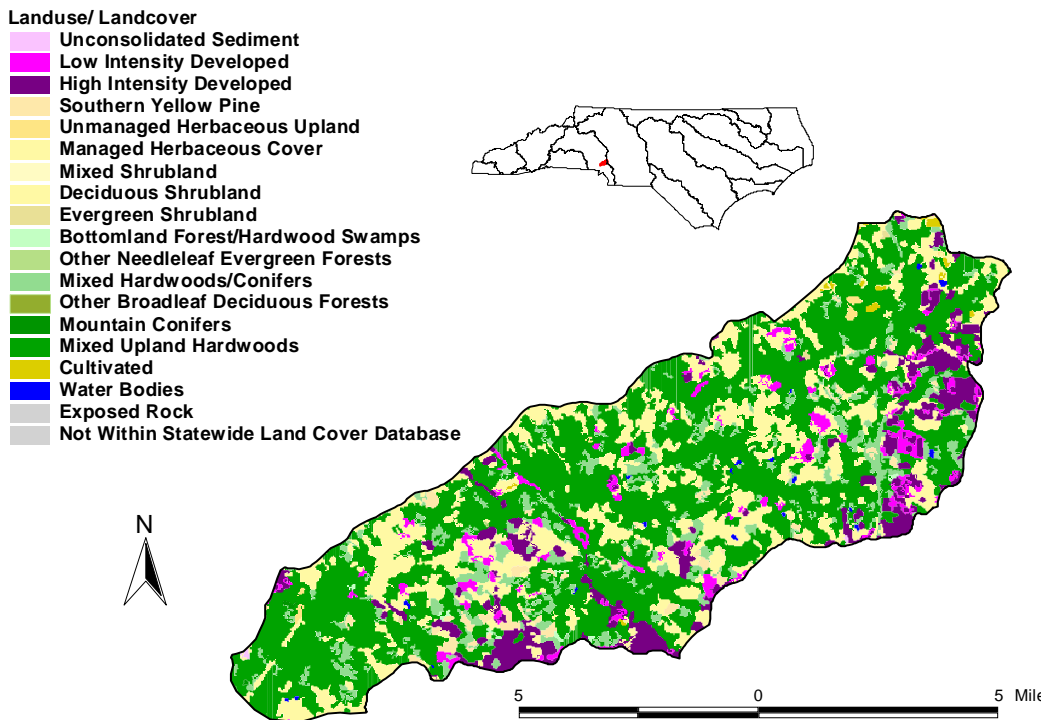 Landuse/ Landcover
Unconsolidated Sediment
Low Intensity Developed
High Intensity Developed
Southern Yellow Pine
Unmanaged Herbaceous Upland
Managed Herbaceous Cover
Mixed Shrubland
Deciduous Shrubland
Evergreen Shrubland
Bottomland Forest/Hardwood Swamps
Other Needleleaf Evergreen Forests
Mixed Hardwoods/Conifers
Other Broadleaf Deciduous Forests
Mountain Conifers
Mixed Upland Hardwoods
Cultivated
Water Bodies
Exposed Rock
Not Within Statewide Land Cover Database
N
5 0 5 Mile